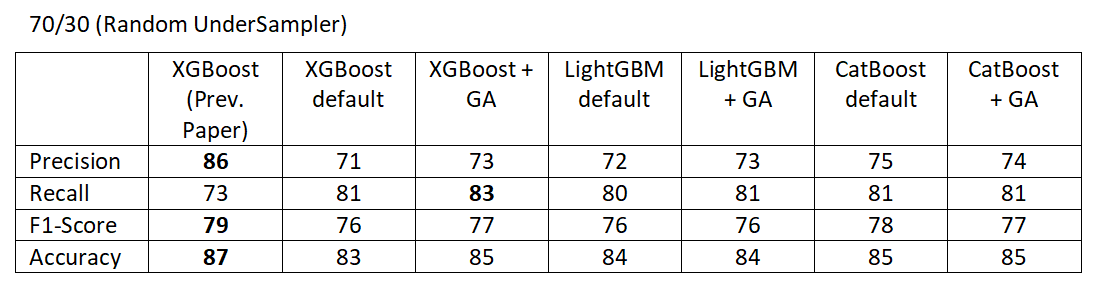 70/30 (Random UnderSampler)
XGBoost (Prev. Paper) XGBoost default XGBoost + GA LightGBM default LightGBM + GA CatBoost default CatBoost + GA
Precision 86 71 73 72 73 75 74
Recall 73 81 83 80 81 81 81
F1-Score 79 76 77 76 76 78 77
Accuracy 87 83 85 84 84 85 85